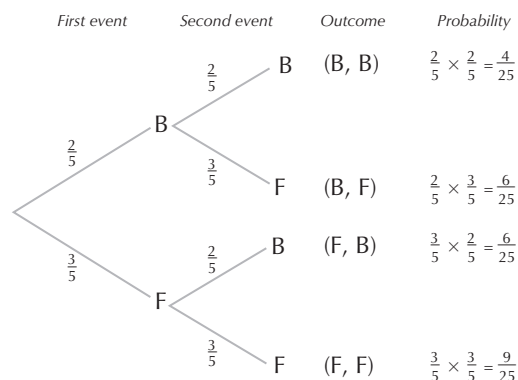 First event Second event Outcome Probability
2/5 B (B, B) 2/5 × 2/5 = 4/25
B
2/5
3/5 F (B, F) 2/5 × 3/5 = 6/25
3/5
F
2/5 B (F, B) 3/5 × 2/5 = 6/25
3/5 F (F, F) 3/5 × 3/5 = 9/25